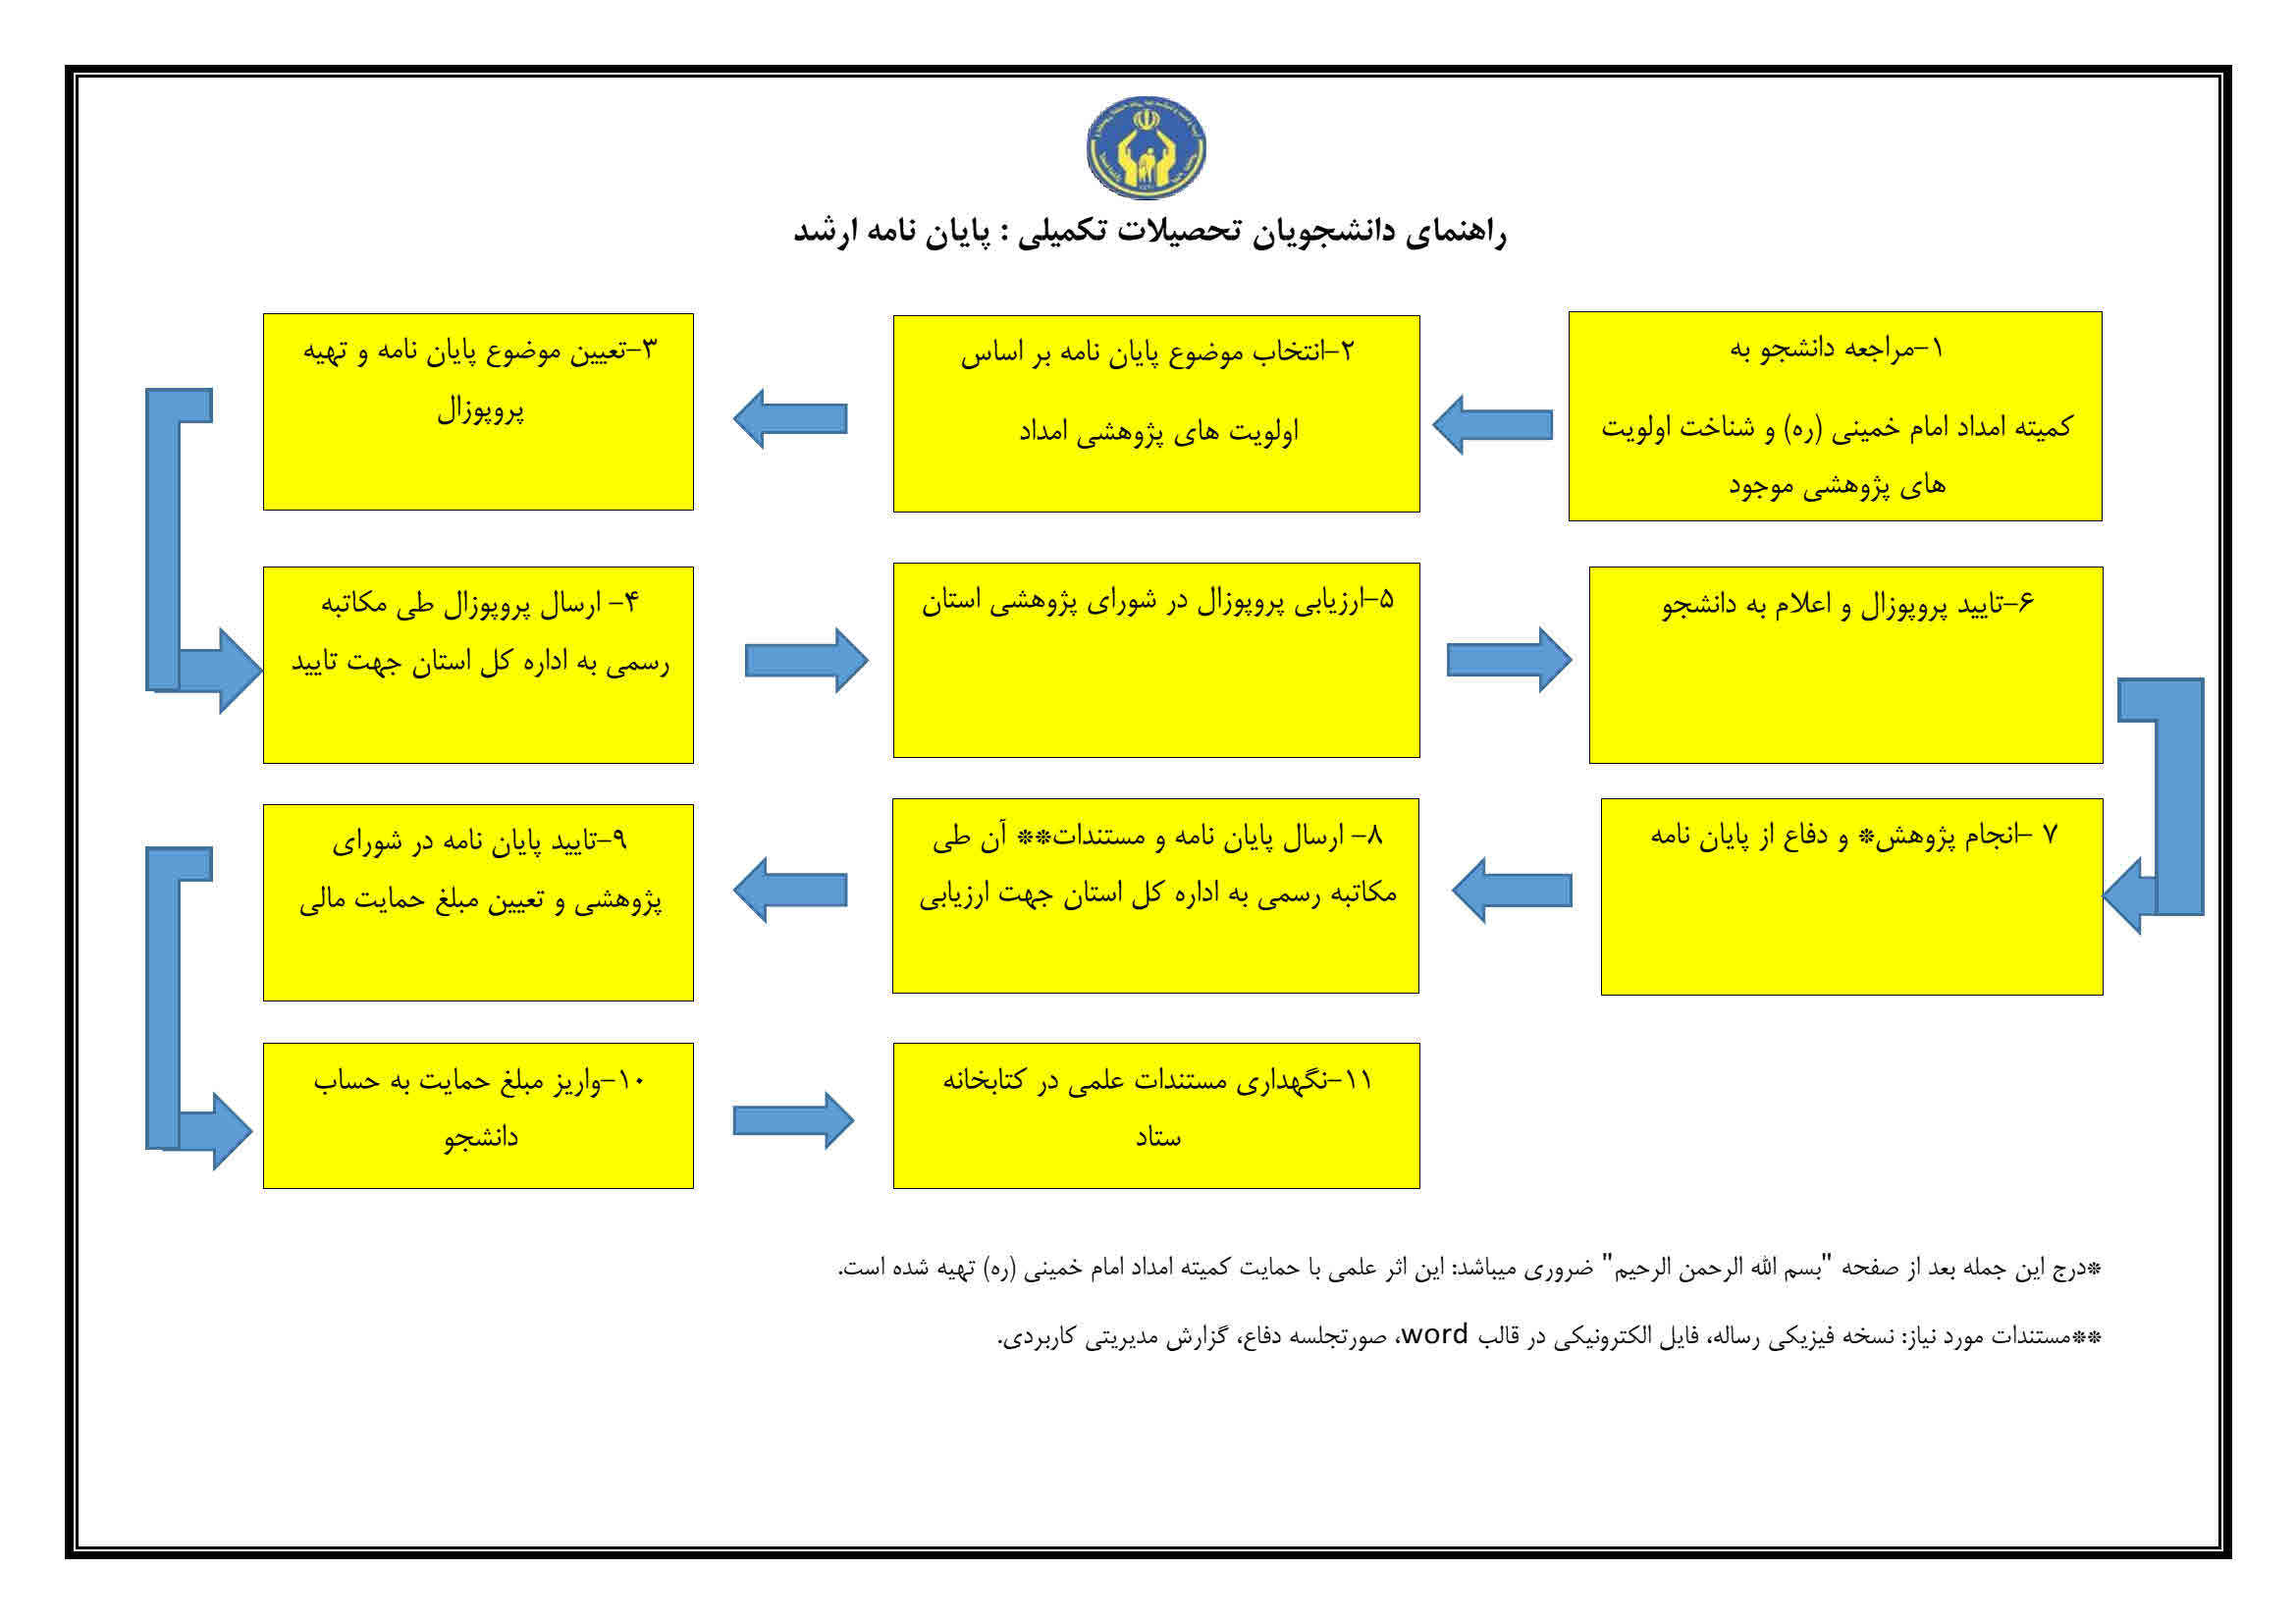 راهنمای دانشجویان تحصیلات تکمیلی : پایان نامه ارشد
۱-مراجعه دانشجو به
کمیته امداد امام خمینی (ره) و شناخت اولویت
های پژوهشی موجود
۲-انتخاب موضوع پایان نامه بر اساس
اولویت های پژوهشی امداد
۳-تعیین موضوع پایان نامه و تهیه
پروپوزال
۴- ارسال پروپوزال طی مکاتبه
رسمی به اداره کل استان جهت تایید
۵-ارزیابی پروپوزال در شورای پژوهشی استان
۶-تایید پروپوزال و اعلام به دانشجو
۷ -انجام پژوهش* و دفاع از پایان نامه
۸- ارسال پایان نامه و مستندات** آن طی
مکاتبه رسمی به اداره کل استان جهت ارزیابی
۹-تایید پایان نامه در شورای
پژوهشی و تعیین مبلغ حمایت مالی
۱۰-واریز مبلغ حمایت به حساب
دانشجو
۱۱-نگهداری مستندات علمی در کتابخانه
ستاد
*درج این جمله بعد از صفحه "بسم الله الرحمن الرحیم" ضروری میباشد: این اثر علمی با حمایت کمیته امداد امام خمینی (ره) تهیه شده است.
**مستندات مورد نیاز: نسخه فیزیکی رساله، فایل الکترونیکی در قالب word، صورتجلسه دفاع، گزارش مدیریتی کاربردی.